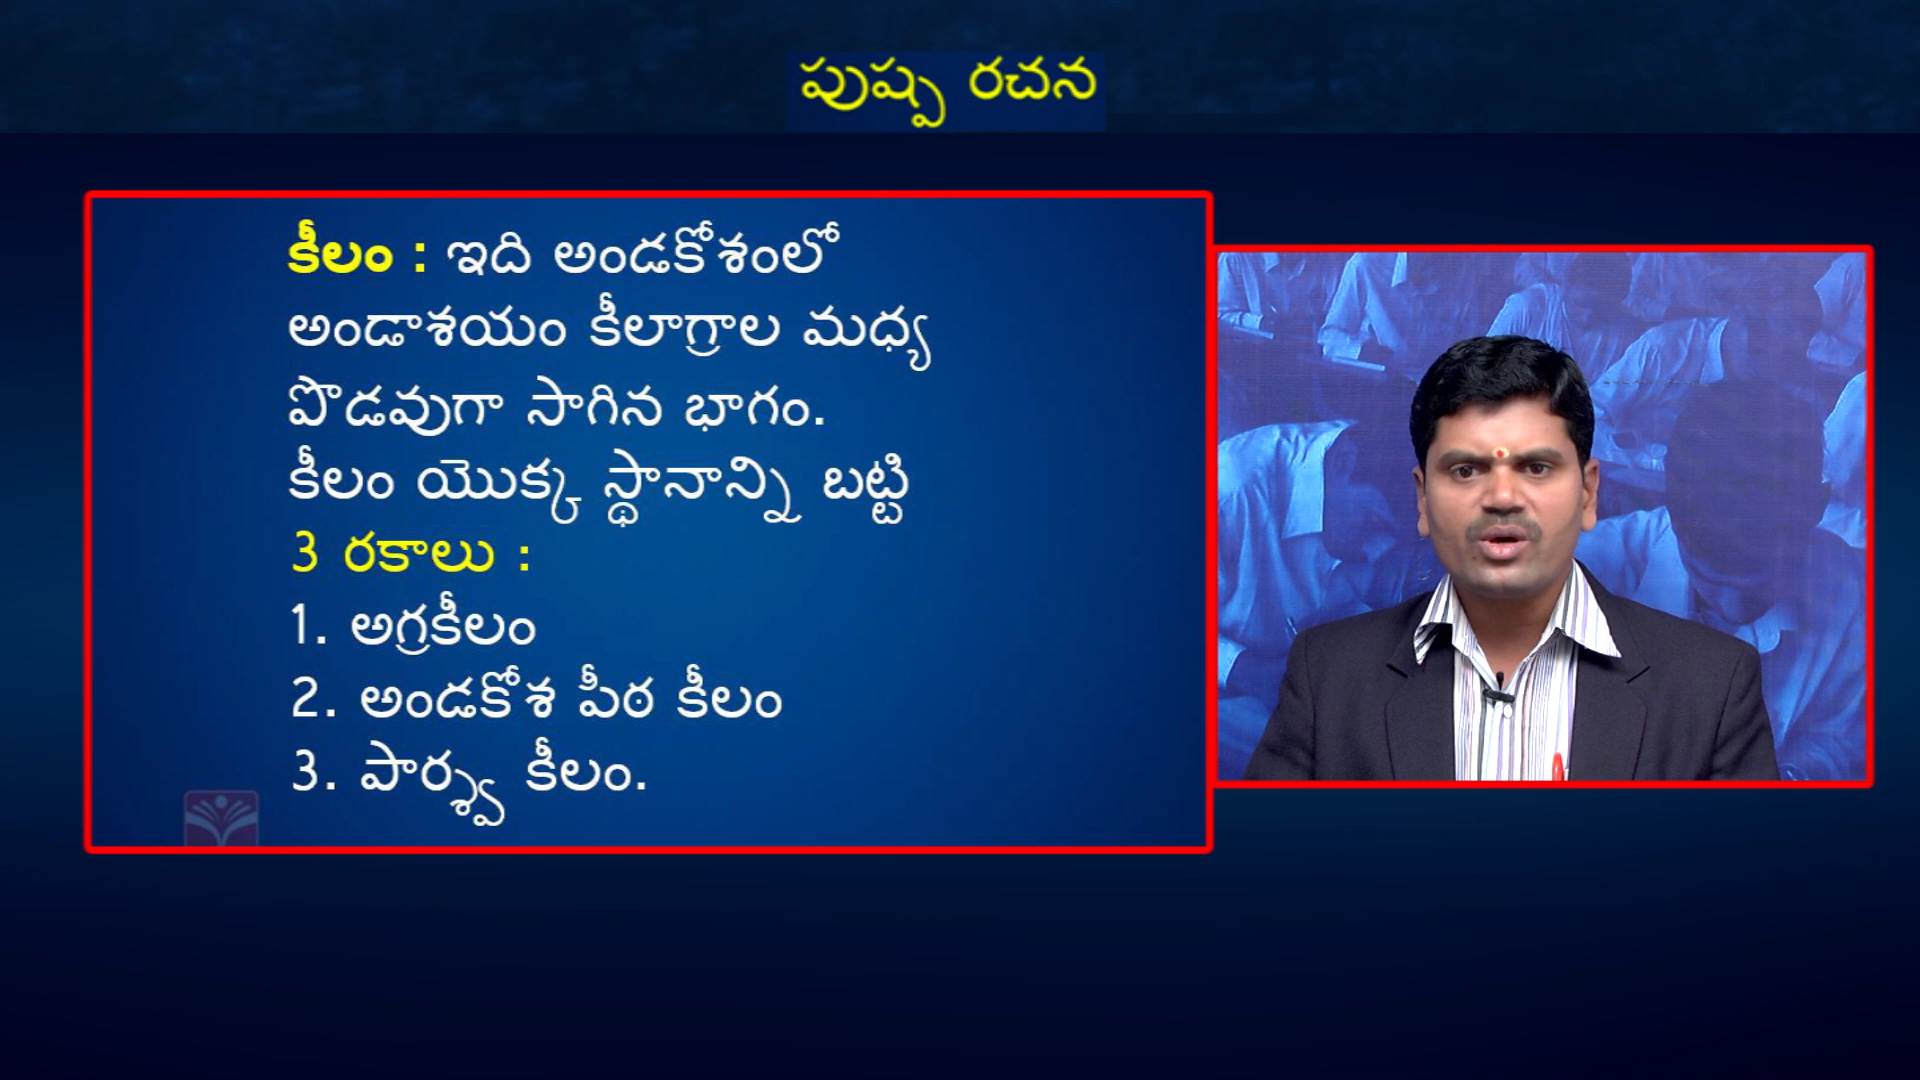 పుష్ప రచన
కీలం : ఇది అండకోశంలో
అండాశయం కీలాగ్రాల మధ్య
పొడవుగా సాగిన భాగం.
కీలం యొక్క స్థానాన్ని బట్టి
3 రకాలు :
1. అగ్రకీలం
2. అండకోశ పీఠ కీలం
3. పార్శ్వ కీలం.